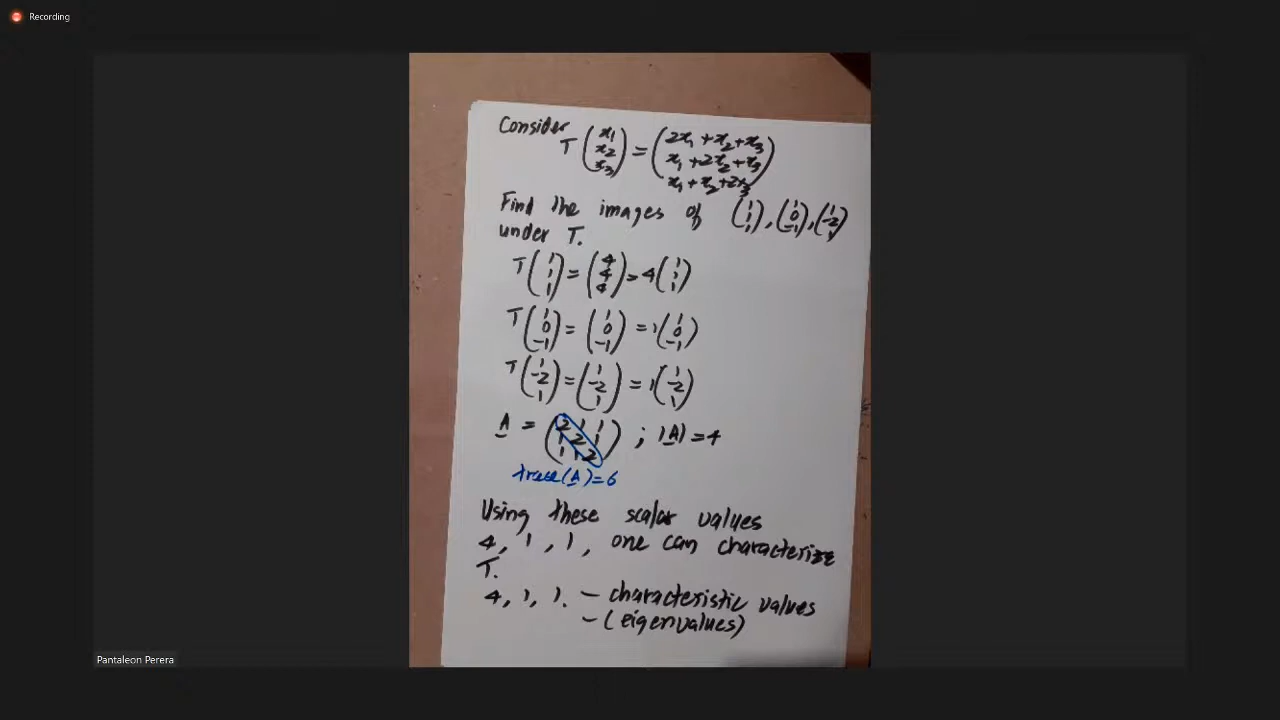 Recording
Consider
T (x1 x2 x3) = (2x1 + x2 + x3
x1 + 2x2 + x3
x1 + x2 + 2x3)
Find the images of (1 1 1), (1 0 -1), (1 -2 1)
under T.
T (1 1 1) = (4 4 4) = 4 (1 1 1)
T (1 0 -1) = (1 0 -1) = 1 (1 0 -1)
T (1 -2 1) = (1 -2 1) = 1 (1 -2 1)
A = (2 1 1
1 2 1
1 1 2) ; |A| = 4
trace(A) = 6
Using these scalar values
4, 1, 1, one can characterize
T.
4, 1, 1. - characteristic values
- (eigenvalues)
Pantaleon Perera